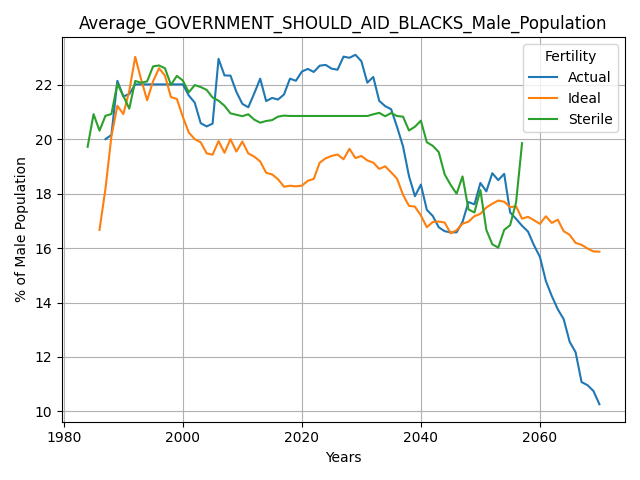 Average_GOVERNMENT_SHOULD_AID_BLACKS_Male_Population
Fertility
Actual
Ideal
Sterile
% of Male Population
22
20
18
16
14
12
10
1980 2000 2020 2040 2060
Years